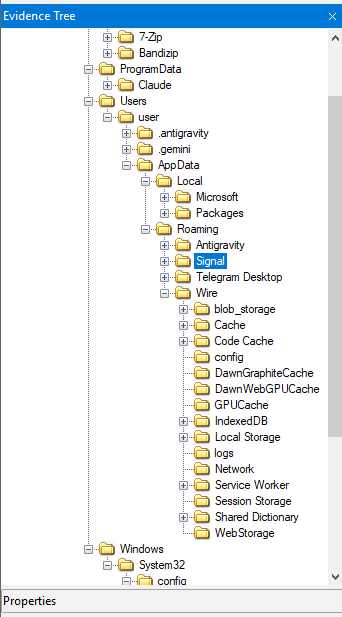 Evidence Tree
7-Zip
Bandizip
ProgramData
Claude
Users
user
.antigravity
.gemini
AppData
Local
Microsoft
Packages
Roaming
Antigravity
Signal
Telegram Desktop
Wire
blob_storage
Cache
Code Cache
config
DawnGraphiteCache
DawnWebGPUCache
GPUCache
IndexedDB
Local Storage
logs
Network
Service Worker
Session Storage
Shared Dictionary
WebStorage
Windows
System32
config
Properties